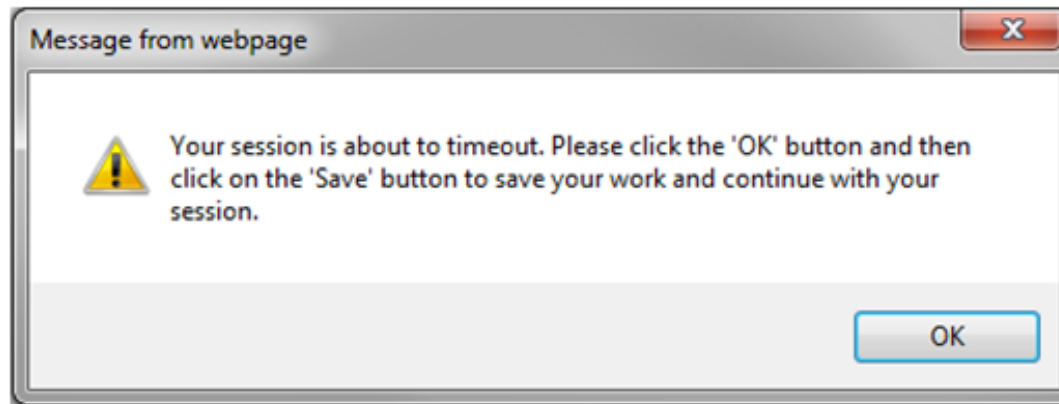 Message from webpage
Your session is about to timeout. Please click the 'OK' button and then
click on the 'Save' button to save your work and continue with your
session.
OK